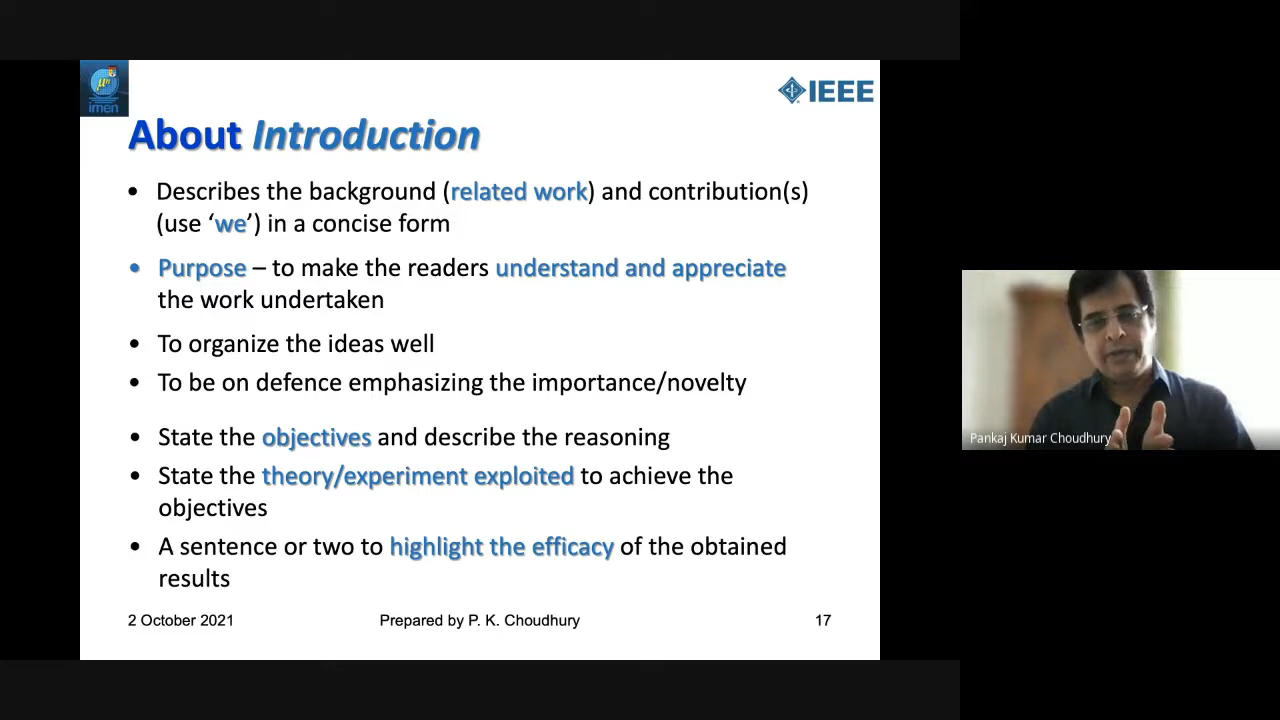 μη
imen
IEEE
About Introduction
• Describes the background (related work) and contribution(s)
(use ‘we’) in a concise form
• Purpose – to make the readers understand and appreciate
the work undertaken
• To organize the ideas well
• To be on defence emphasizing the importance/novelty
• State the objectives and describe the reasoning
• State the theory/experiment exploited to achieve the
objectives
• A sentence or two to highlight the efficacy of the obtained
results
2 October 2021 Prepared by P. K. Choudhury 17
Pankaj Kumar Choudhury